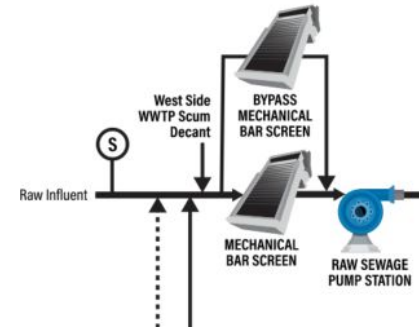 West Side
WWTP Scum
Decant
BYPASS
MECHANICAL
BAR SCREEN
S
Raw Influent
MECHANICAL
BAR SCREEN
RAW SEWAGE
PUMP STATION